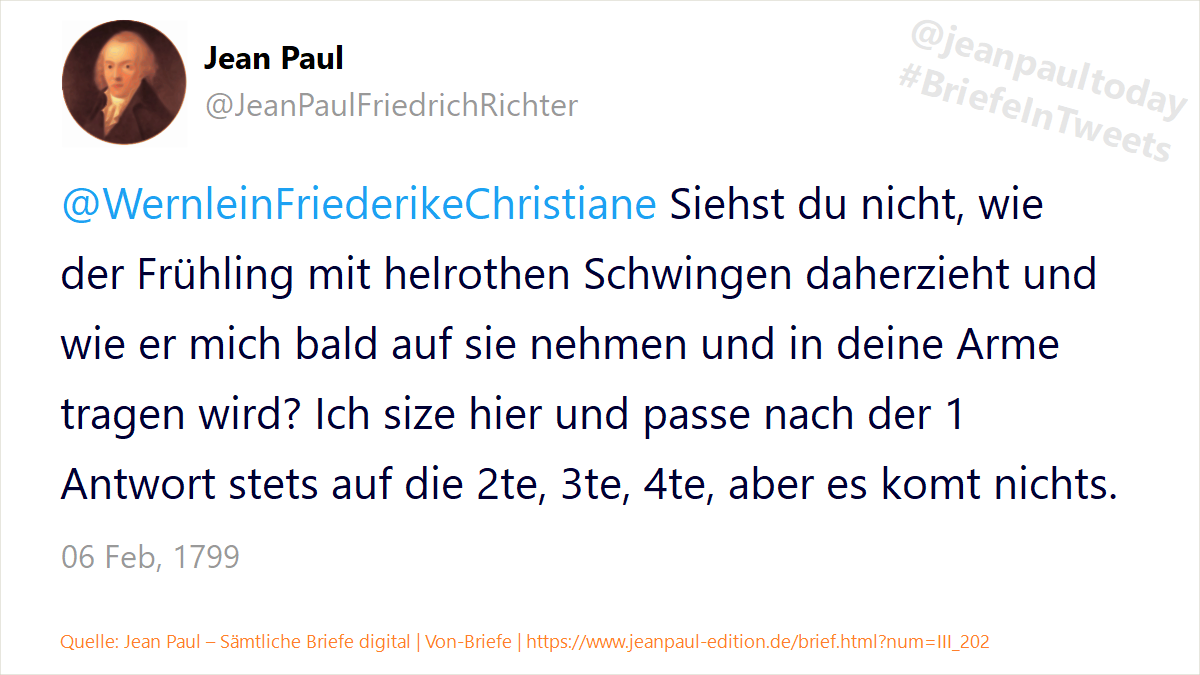 Jean Paul
@JeanPaulFriedrichRichter
@jeanpaultoday
#BriefeInTweets
@WernleinFriederikeChristiane Siehst du nicht, wie
der Frühling mit helrothen Schwingen daherzieht und
wie er mich bald auf sie nehmen und in deine Arme
tragen wird? Ich size hier und passe nach der 1
Antwort stets auf die 2te, 3te, 4te, aber es komt nichts.
06 Feb, 1799
Quelle: Jean Paul – Sämtliche Briefe digital | Von-Briefe | https://www.jeanpaul-edition.de/brief.html?num=III_202